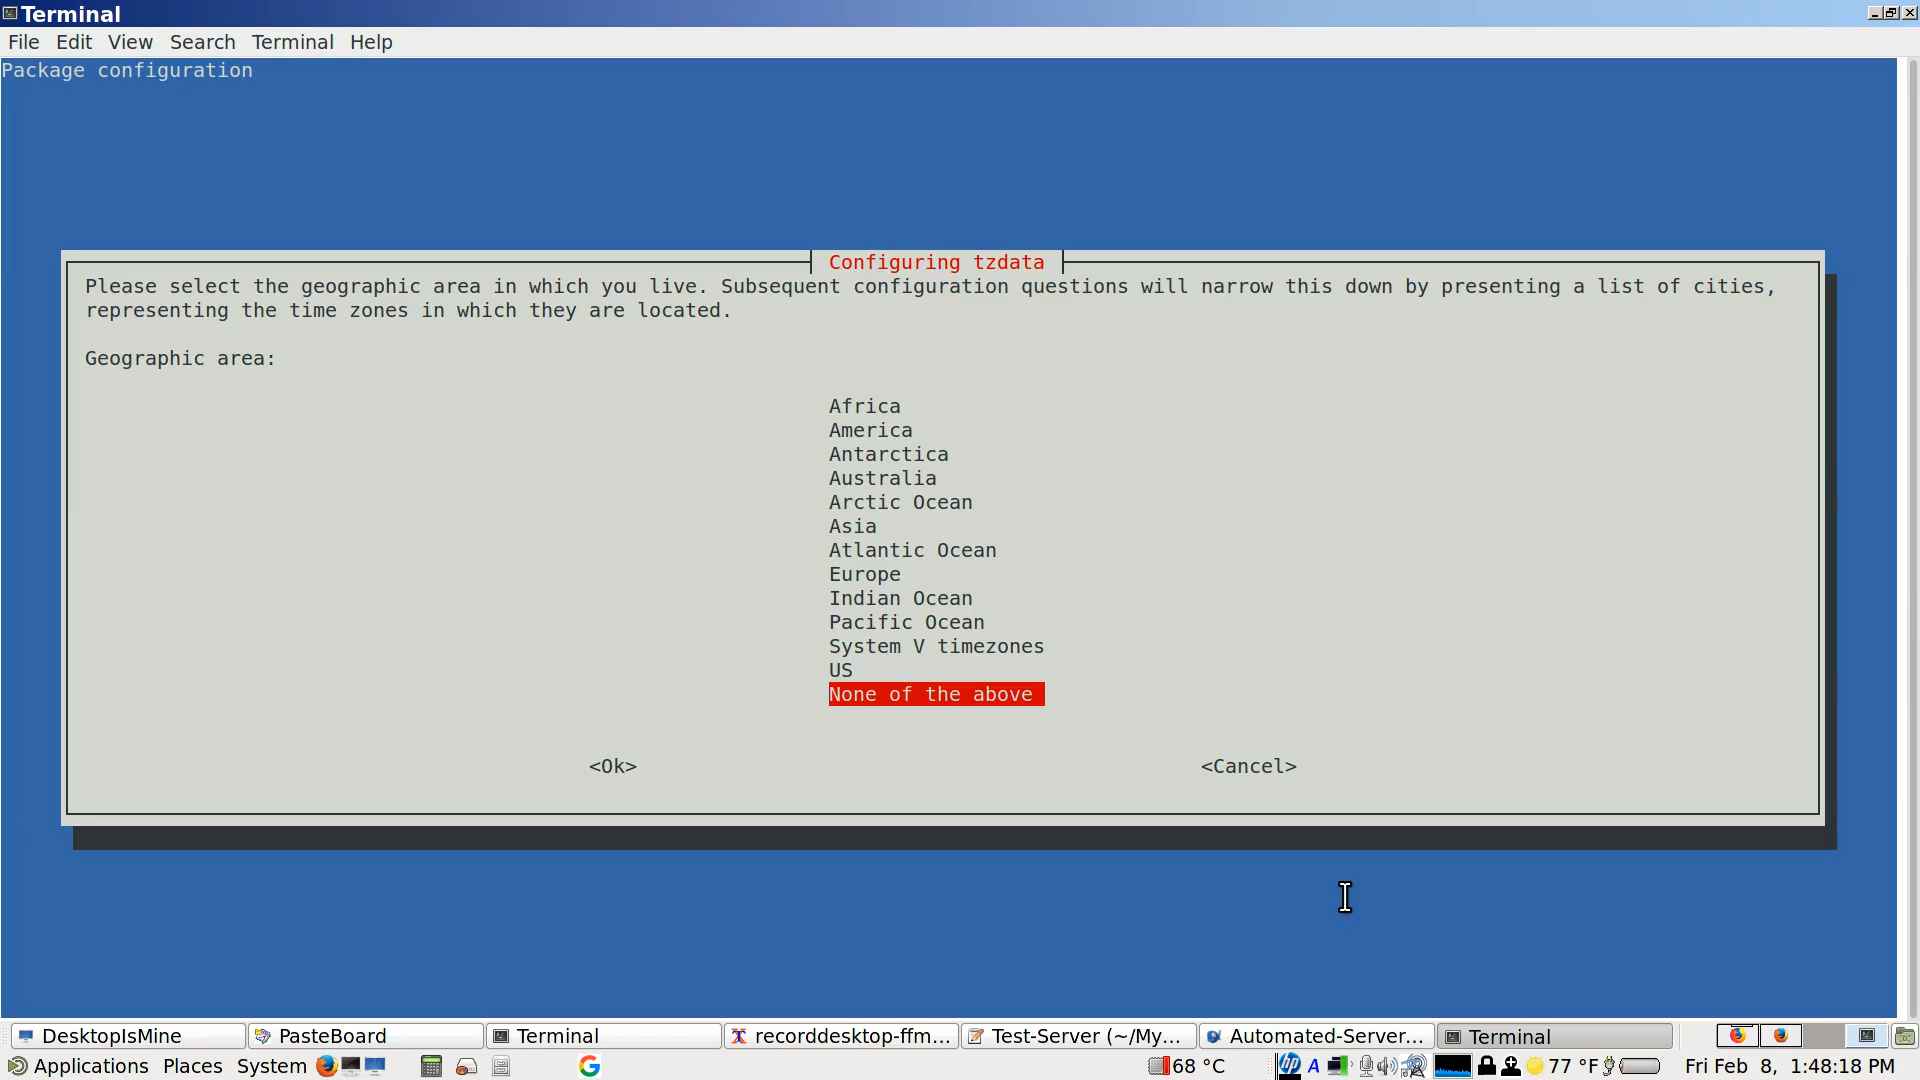 Terminal
File Edit View Search Terminal Help
Package configuration
Configuring tzdata
Please select the geographic area in which you live. Subsequent configuration questions will narrow this down by presenting a list of cities,
representing the time zones in which they are located.
Geographic area:
Africa
America
Antarctica
Australia
Arctic Ocean
Asia
Atlantic Ocean
Europe
Indian Ocean
Pacific Ocean
System V timezones
US
None of the above
<Ok> <Cancel>
DesktopIsMine PasteBoard Terminal recorddesktop-ffm... Test-Server (~/My... Automated-Server... Terminal
Applications Places System G 68 °C hp A 77 °F Fri Feb 8, 1:48:18 PM